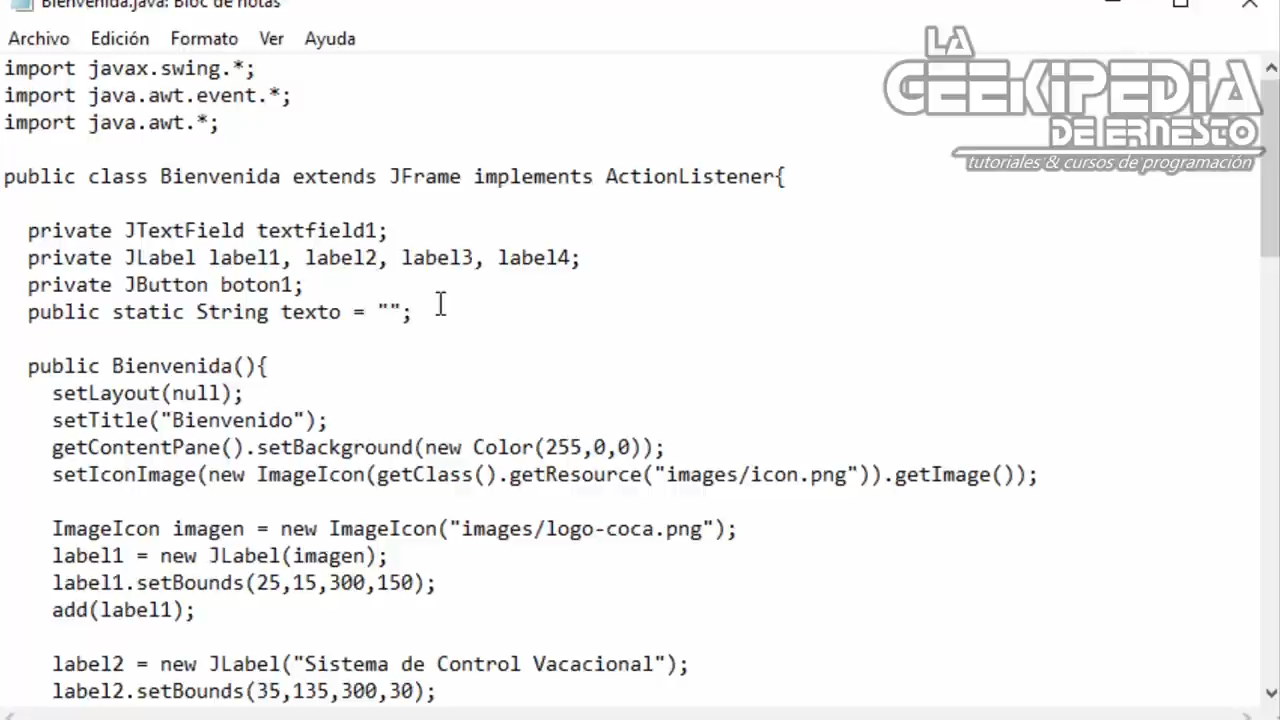 Bienvenida.java: Bloc de notas
Archivo Edición Formato Ver Ayuda
LA
GEEKIPEDIA
DE ERNESTO
tutoriales & cursos de programación
import javax.swing.*;
import java.awt.event.*;
import java.awt.*;
public class Bienvenida extends JFrame implements ActionListener{
private JTextField textfield1;
private JLabel label1, label2, label3, label4;
private JButton boton1;
public static String texto = "";
public Bienvenida(){
setLayout(null);
setTitle("Bienvenido");
getContentPane().setBackground(new Color(255,0,0));
setIconImage(new ImageIcon(getClass().getResource("images/icon.png")).getImage());
ImageIcon imagen = new ImageIcon("images/logo-coca.png");
label1 = new JLabel(imagen);
label1.setBounds(25,15,300,150);
add(label1);
label2 = new JLabel("Sistema de Control Vacacional");
label2.setBounds(35,135,300,30);